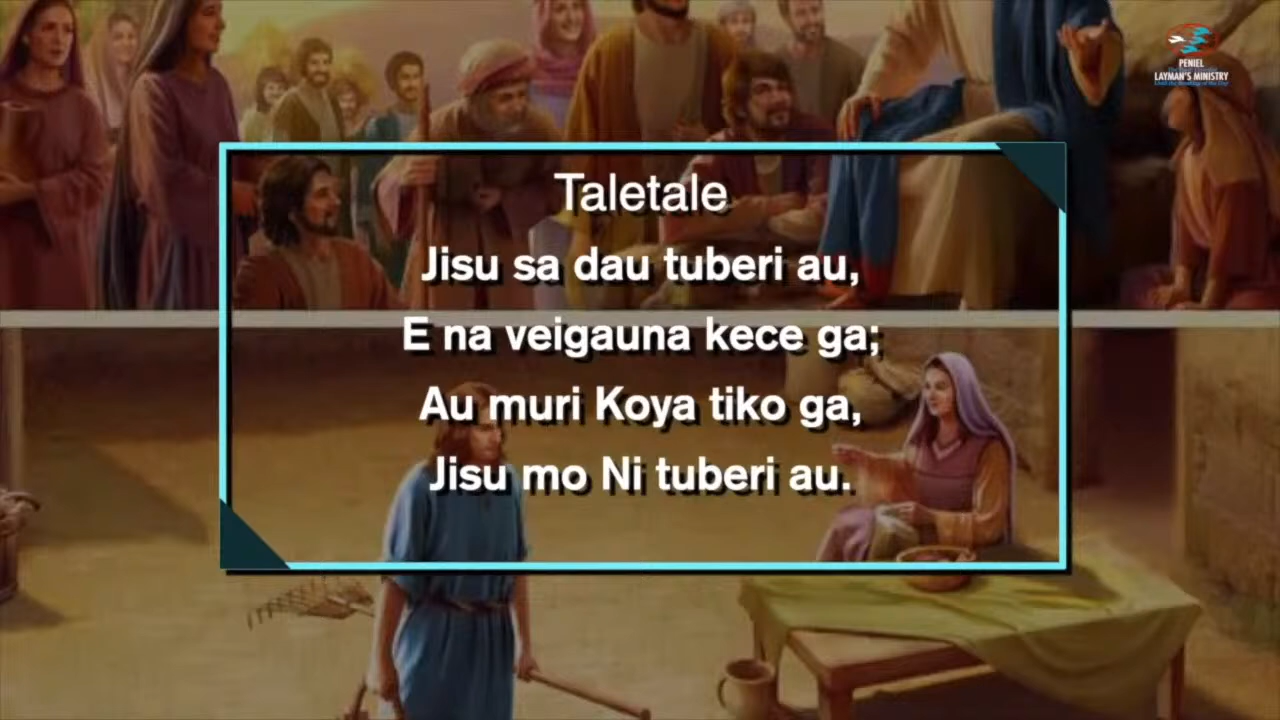 PENIEL
LAYMAN'S MINISTRY
Taletale
Jisu sa dau tuberi au,
E na veigauna kece ga;
Au muri Koya tiko ga,
Jisu mo Ni tuberi au.